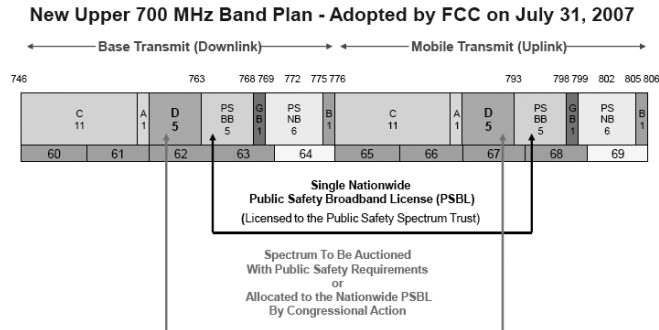 New Upper 700 MHz Band Plan - Adopted by FCC on July 31, 2007
Base Transmit (Downlink)
Mobile Transmit (Uplink)
746 763 768 769 772 775 776 793 798 799 802 805 806
C
11
A
1
D
5
PS
BB
5
G
B
1
PS
NB
6
B
1
C
11
A
1
D
5
PS
BB
5
G
B
1
PS
NB
6
B
1
60 61 62 63 64 65 66 67 68 69
Single Nationwide
Public Safety Broadband License (PSBL)
(Licensed to the Public Safety Spectrum Trust)
Spectrum To Be Auctioned
With Public Safety Requirements
or
Allocated to the Nationwide PSBL
By Congressional Action